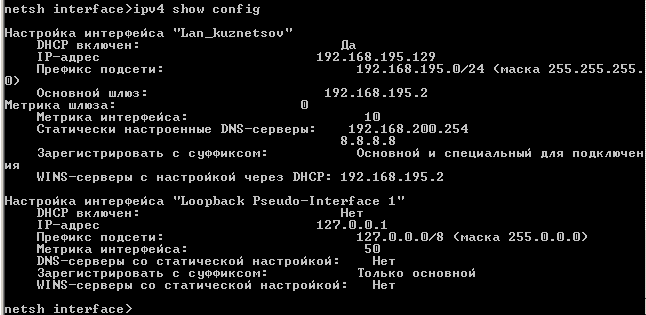 netsh interface>ipv4 show config
Настройка интерфейса "Lan_kuznetsov"
DHCP включен: Да
IP-адрес 192.168.195.129
Префикс подсети: 192.168.195.0/24 (маска 255.255.255.
0)
Основной шлюз: 192.168.195.2
Метрика шлюза: 0
Метрика интерфейса: 10
Статически настроенные DNS-серверы: 192.168.200.254
8.8.8.8
Зарегистрировать с суффиксом: Основной и специальный для подключен
ия
WINS-серверы с настройкой через DHCP: 192.168.195.2
Настройка интерфейса "Loopback Pseudo-Interface 1"
DHCP включен: Нет
IP-адрес 127.0.0.1
Префикс подсети: 127.0.0.0/8 (маска 255.0.0.0)
Метрика интерфейса: 50
DNS-серверы со статической настройкой: Нет
Зарегистрировать с суффиксом: Только основной
WINS-серверы со статической настройкой: Нет
netsh interface>